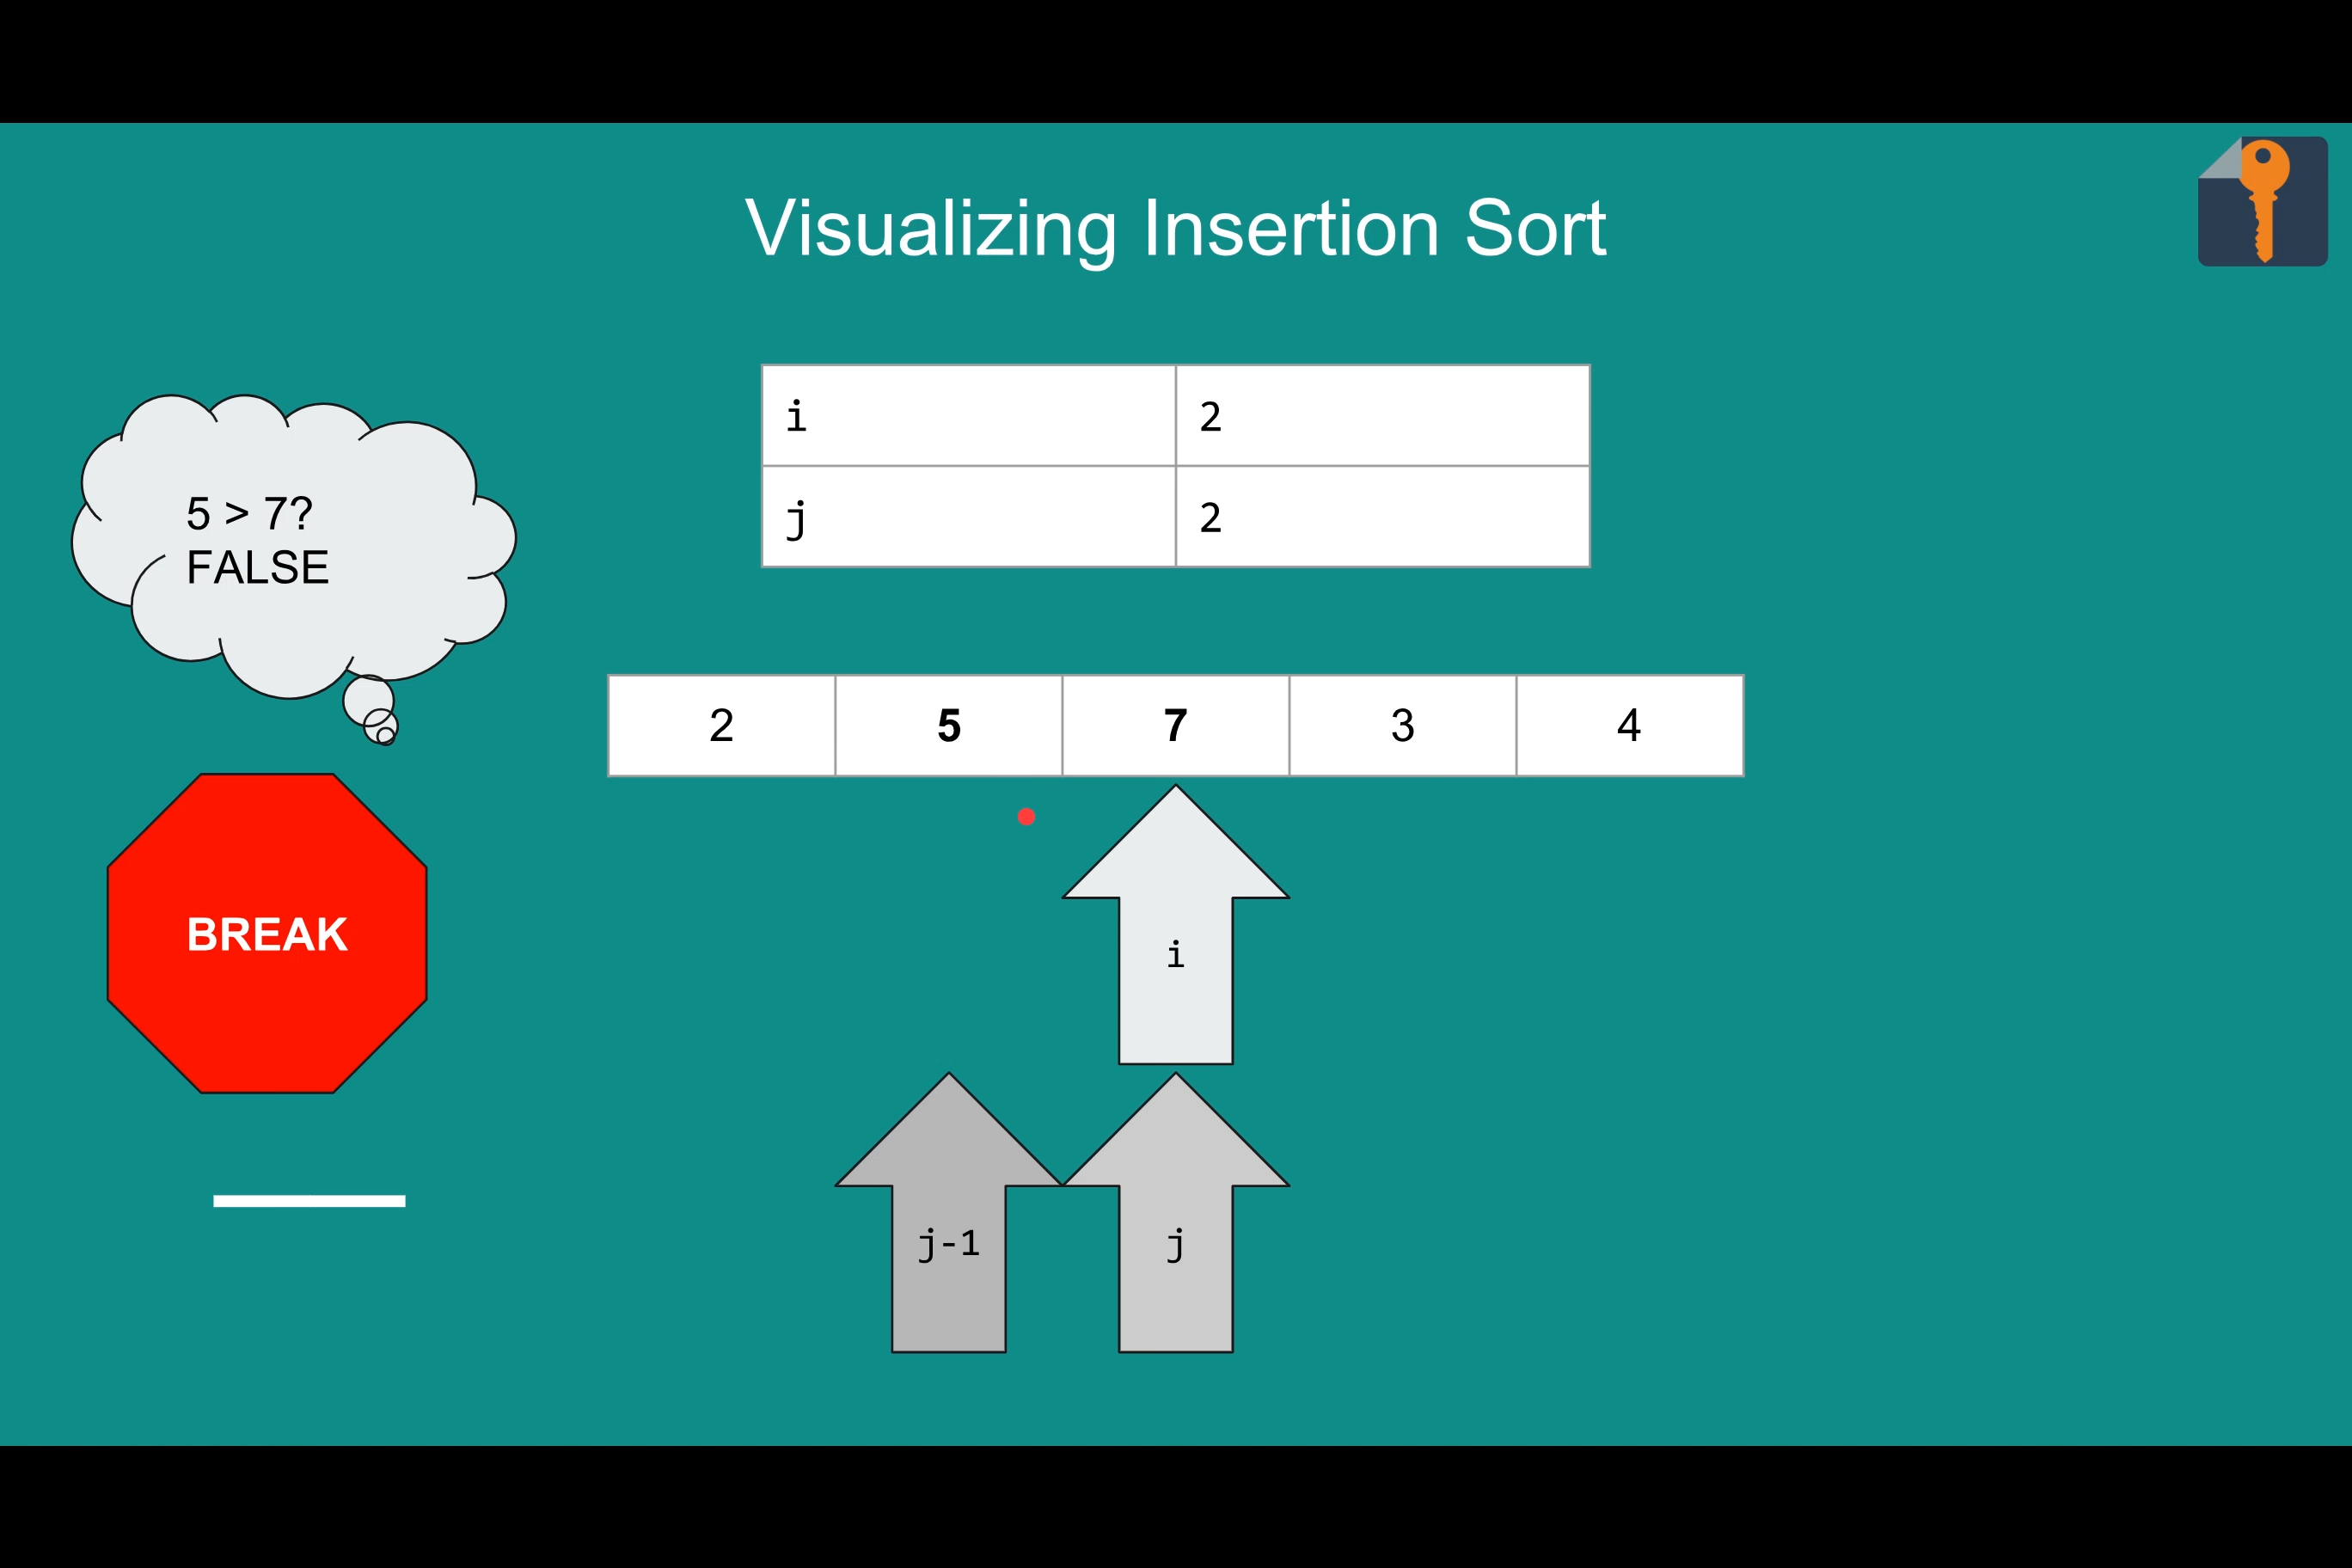 Visualizing Insertion Sort
i 2
j 2
5 > 7?
FALSE
2 5 7 3 4
BREAK
i
j-1 j